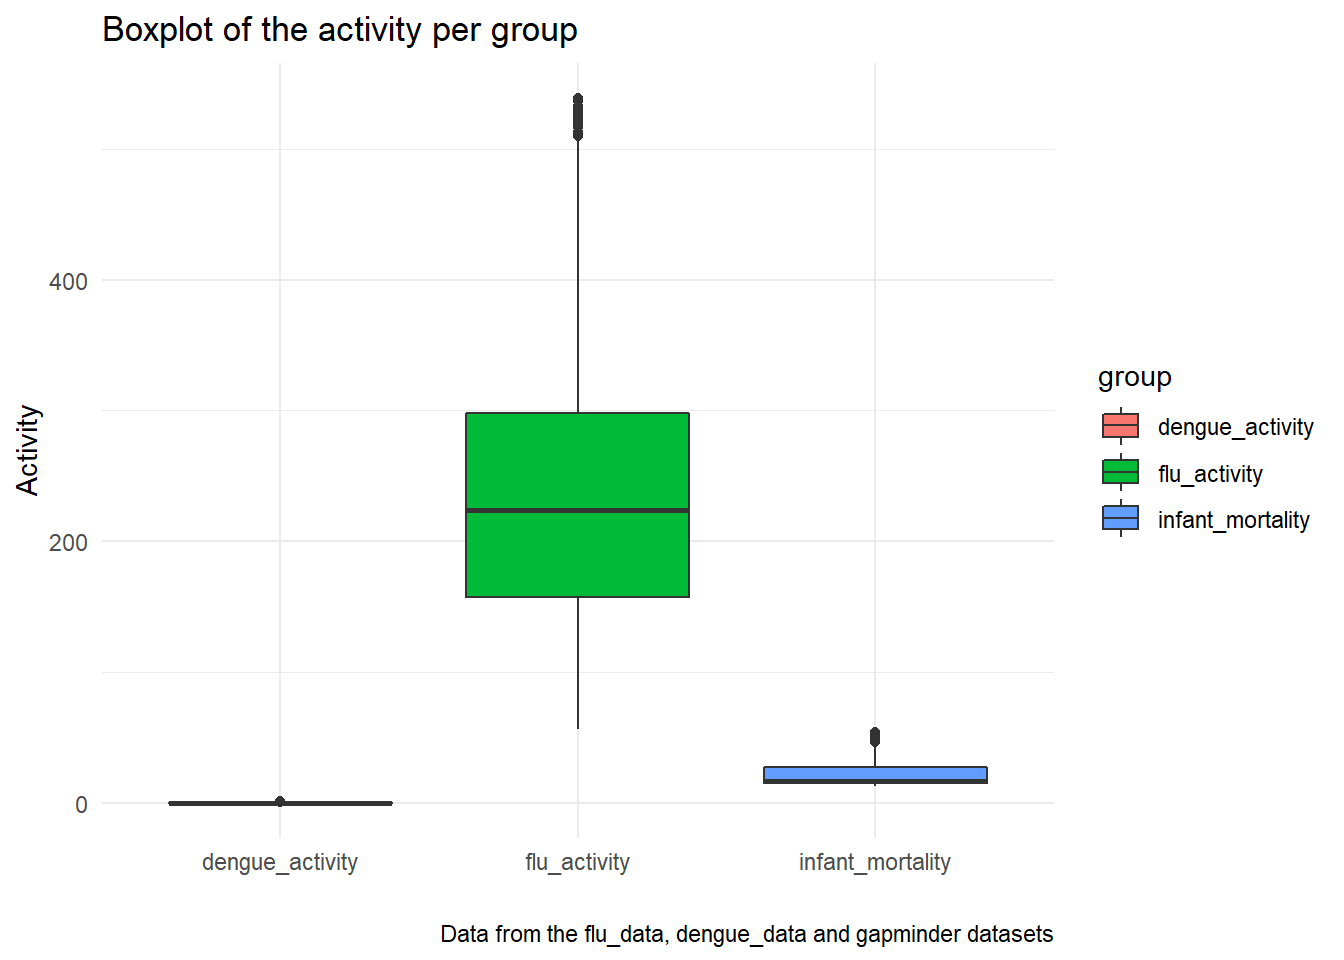 Boxplot of the activity per group
Activity
400
200
0
dengue_activity
flu_activity
infant_mortality
group
dengue_activity
flu_activity
infant_mortality
Data from the flu_data, dengue_data and gapminder datasets